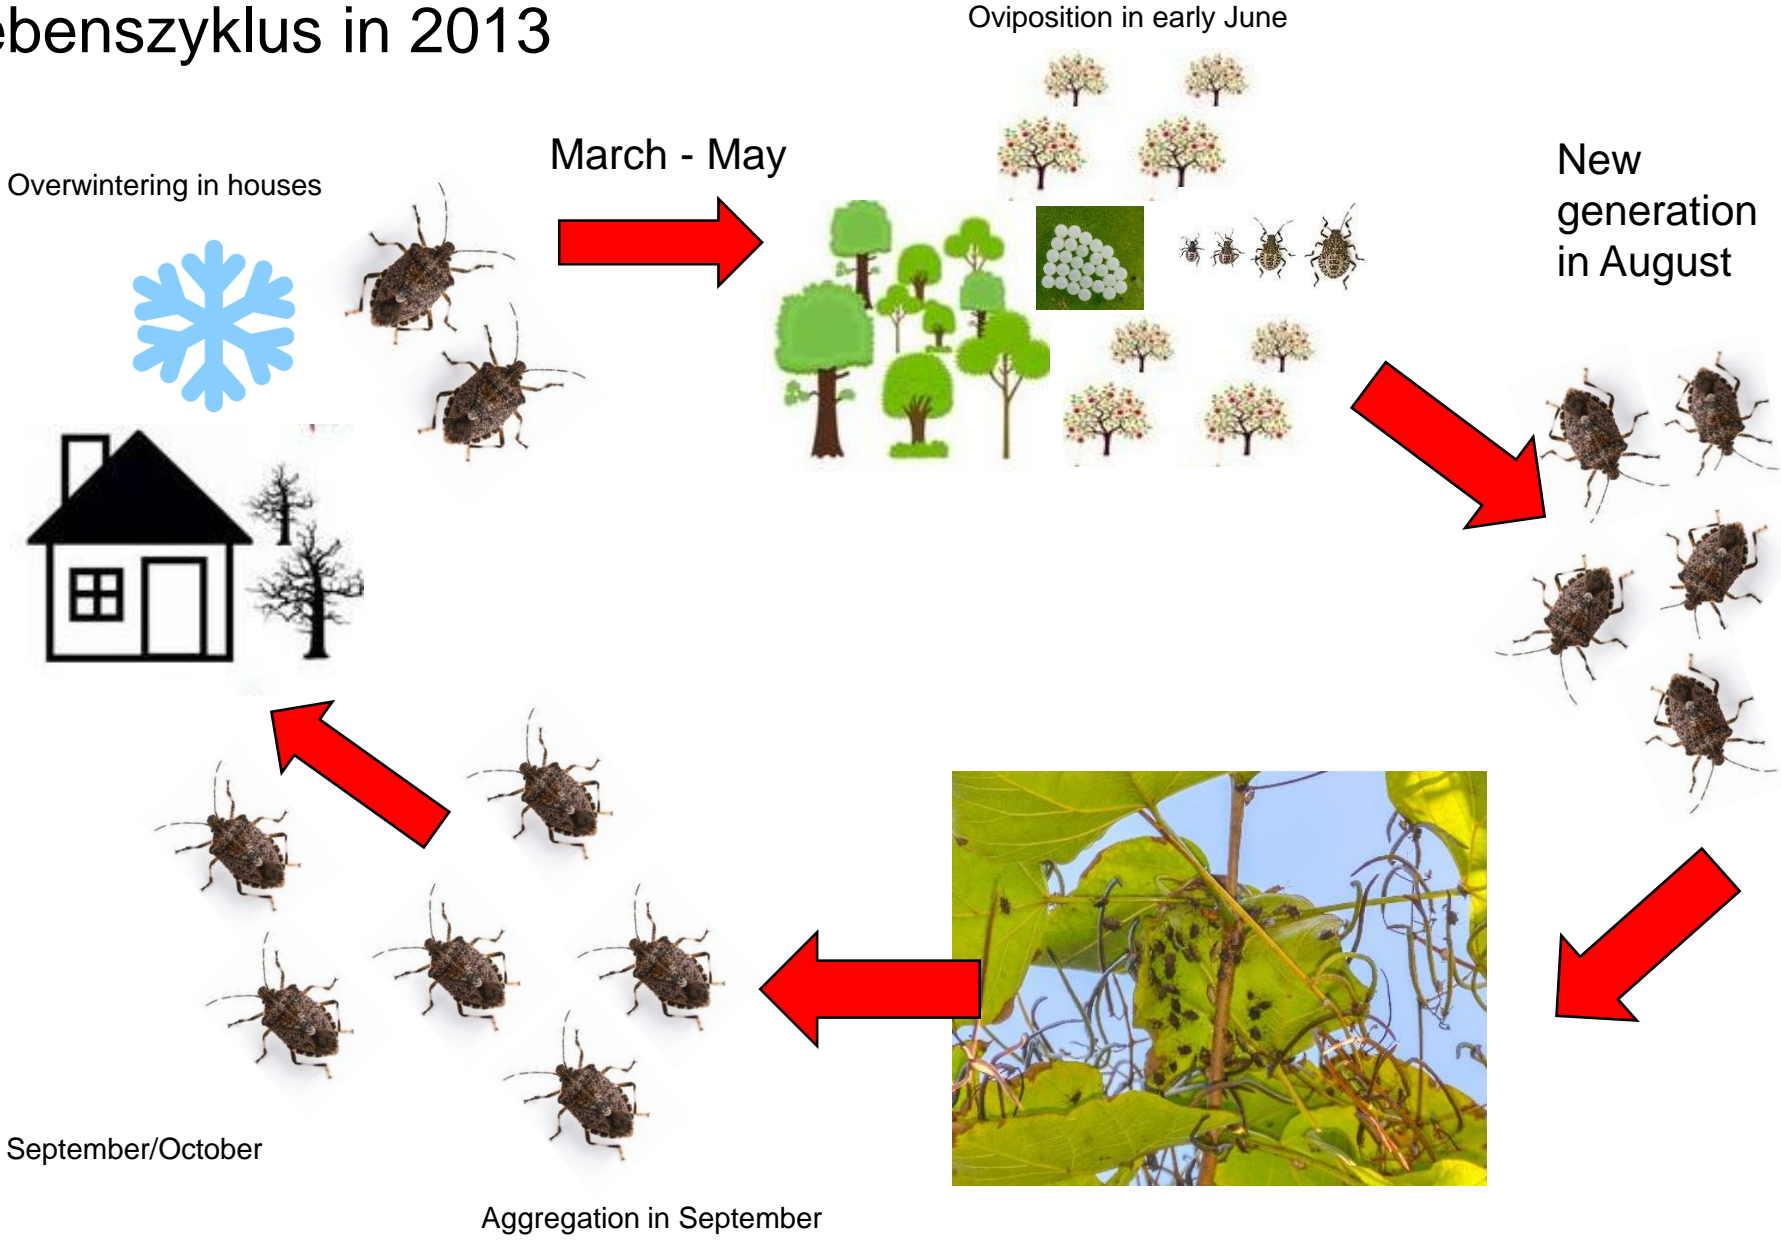 ebenszyklus in 2013
Oviposition in early June
March - May
Overwintering in houses
New
generation
in August
September/October
Aggregation in September